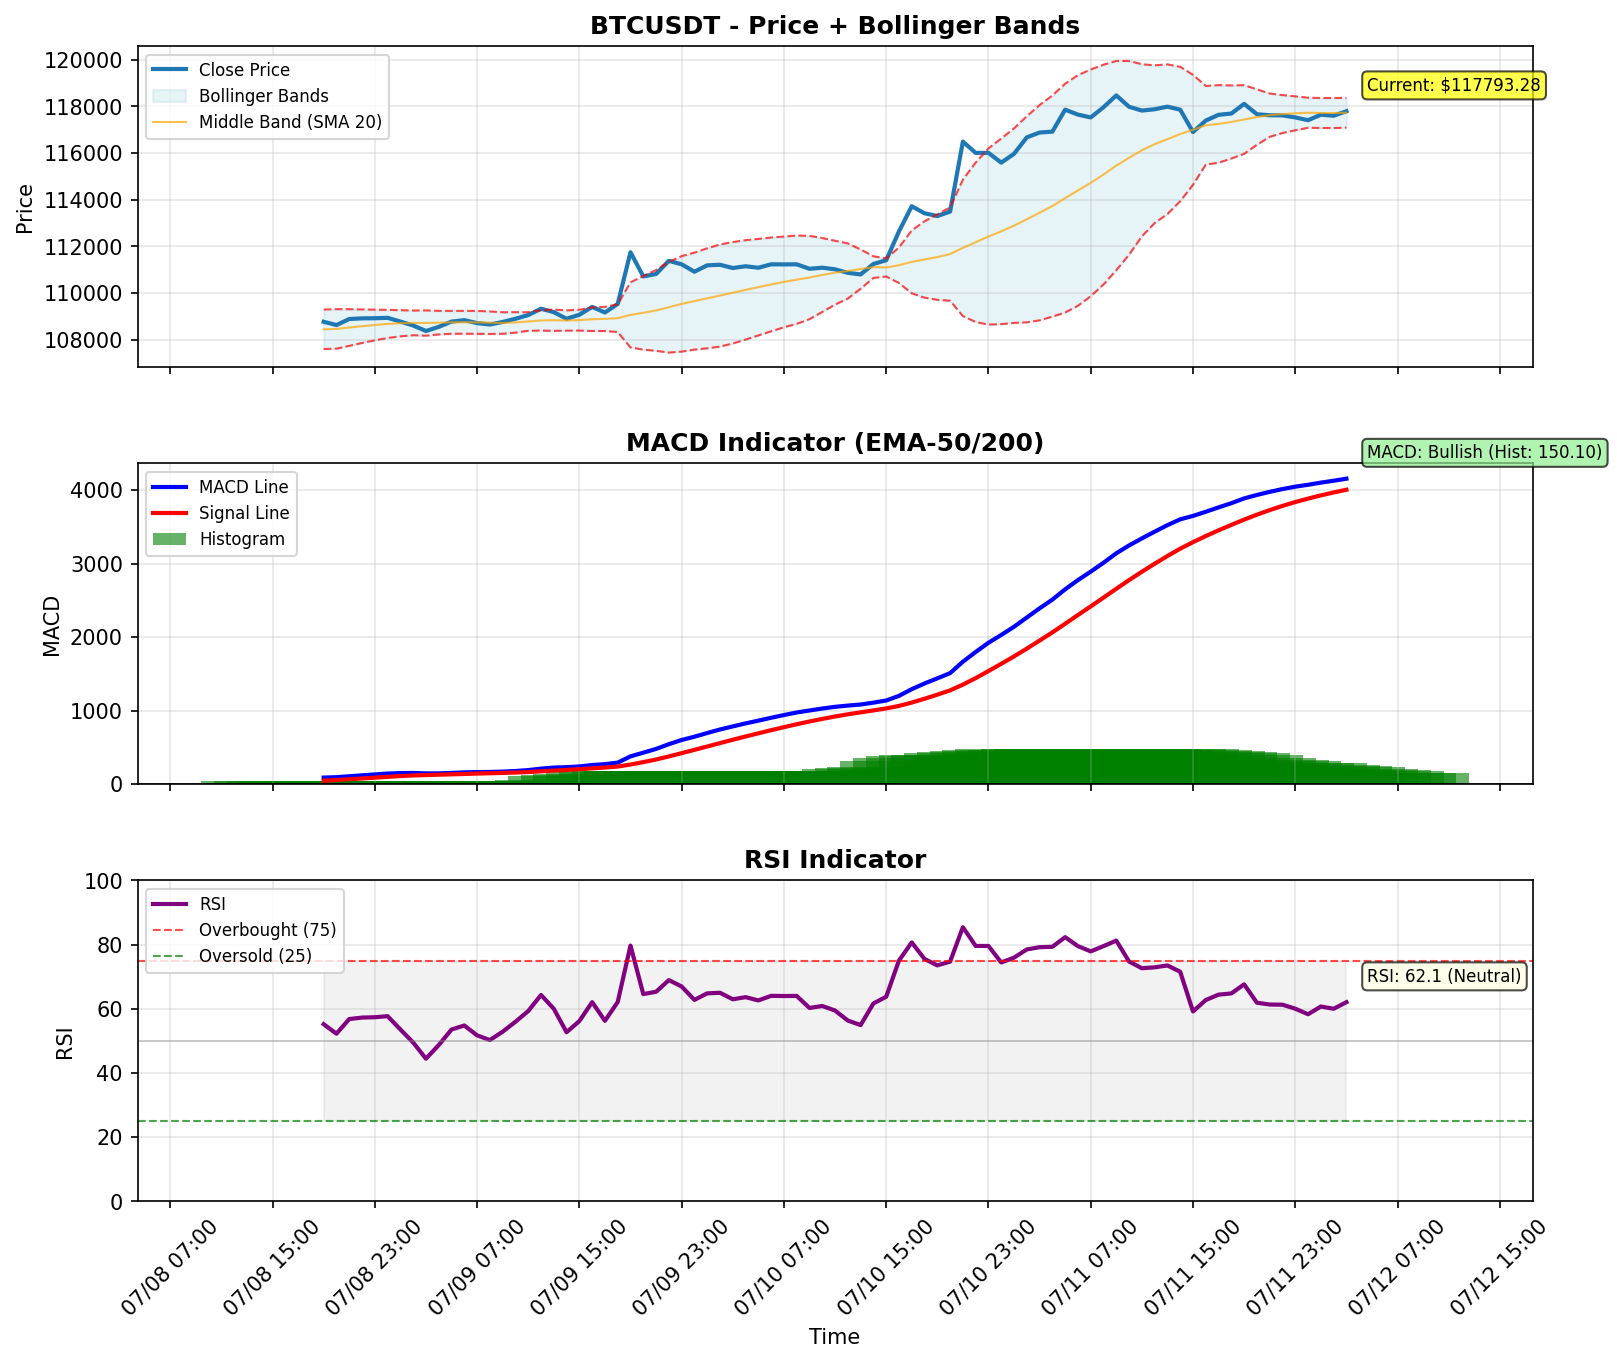 BTCUSDT - Price + Bollinger Bands
120000
118000
116000
114000
112000
110000
108000
Price
Close Price
Bollinger Bands
Middle Band (SMA 20)
Current: $117793.28
MACD Indicator (EMA-50/200)
MACD: Bullish (Hist: 150.10)
4000
3000
2000
1000
0
MACD
MACD Line
Signal Line
Histogram
RSI Indicator
100
80
60
40
20
0
RSI
RSI
Overbought (75)
Oversold (25)
RSI: 62.1 (Neutral)
07/08 07:00
07/08 15:00
07/08 23:00
07/09 07:00
07/09 15:00
07/09 23:00
07/10 07:00
07/10 15:00
07/10 23:00
07/11 07:00
07/11 15:00
07/11 23:00
07/12 07:00
07/12 15:00
Time